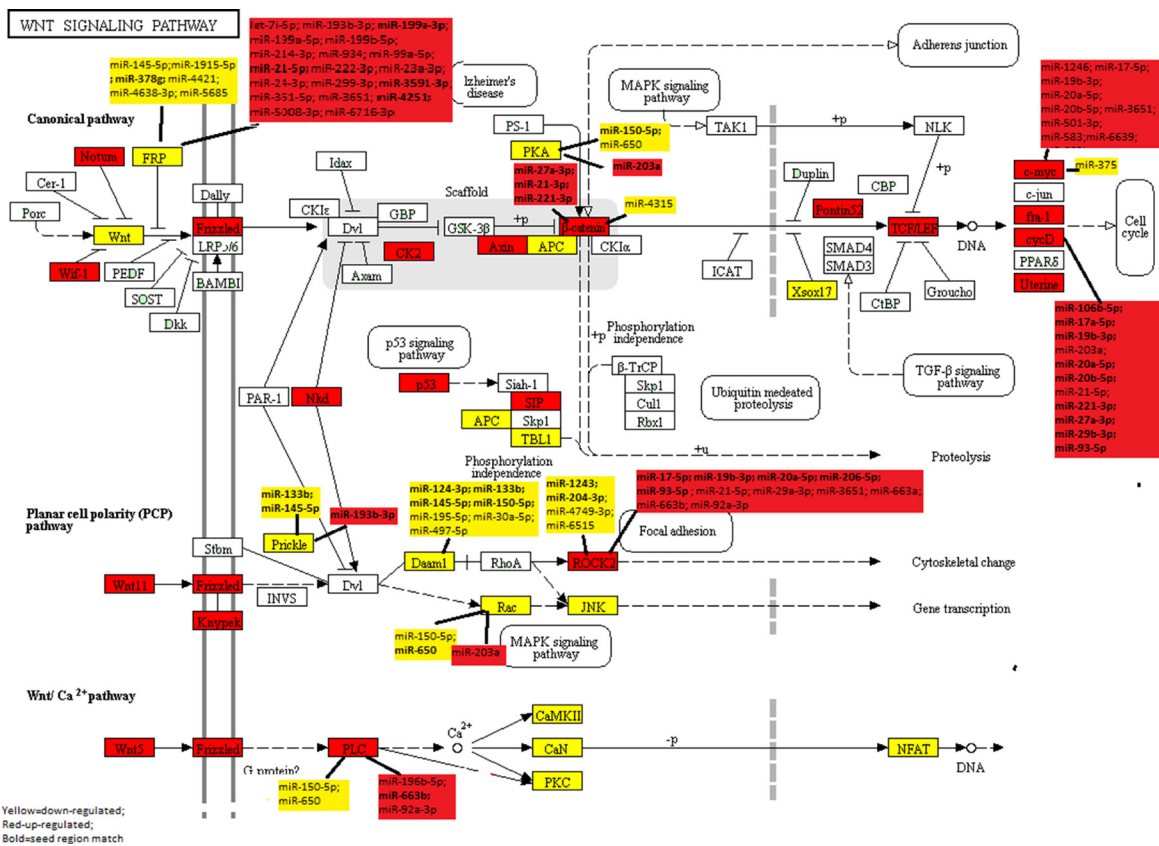 WNT SIGNALING PATHWAY
miR-145-5p; miR-1915-5p
; miR-378g; miR-4421;
miR-4638-3p; miR-5685
let-7i-5p; miR-193b-3p; miR-199a-3p;
miR-199a-5p; miR-199b-5p;
miR-214-3p; miR-934; miR-99a-5p;
miR-21-5p; miR-222-3p; miR-23a-3p;
miR-24-3p; miR-299-3p; miR-3591-3p;
miR-361-5p; miR-3651; miR-4251;
miR-5008-3p; miR-6716-3p
lzheimer's
disease
Adherens junction
MAPK signaling
pathway
miR-1246; miR-17-5p;
miR-19b-3p;
miR-20a-5p;
miR-20b-5p; miR-3651;
miR-501-3p;
miR-583;miR-6639;
Canonical pathway
PS-1
TAK1
+p
NLK
miR-150-5p;
miR-650
PKA
miR-203a
Notum
FRP
Idax
miR-27a-3p;
miR-21-3p;
miR-221-3p
+p
c-myc
miR-375
Cer-1
Dally
Scaffold
Duplin
CBP
c-jun
Porc
CKIε
GBP
miR-4315
Pontin52
fra-1
Cell
cycle
Wnt
Frizzled
Dvl
GSK-3β
+p
β-catenin
TCF/LEF
DNA
cycD
LRP5/6
CK2
Axin
APC
CKIα
SMAD4
SMAD3
PPARδ
Wif-1
PEDF
BAMBI
Axam
ICAT
Uterine
SOST
Xsox17
CtBP
Groucho
Dkk
miR-106b-5p;
miR-17a-5p;
miR-19b-3p;
miR-203a;
miR-20a-5p;
miR-20b-5p;
miR-21-5p;
miR-221-3p;
miR-27a-3p;
miR-29b-3p;
miR-93-5p
p53 signaling
pathway
+p
Phosphorylation
independence
β-TrCP
Skp1
Cul1
Rbx1
TGF-β signaling
pathway
PAR-1
Nkd
p53
Siah-1
SIP
APC
Skp1
TBL1
Ubiquitin medeated
proteolysis
+u
Proteolysis
Phosphorylation
independence
Planar cell polarity (PCP)
pathway
miR-133b;
miR-145-5p
miR-193b-3p
miR-124-3p; miR-133b;
miR-145-5p; miR-150-5p;
miR-195-5p; miR-30a-5p;
miR-497-5p
miR-1243;
miR-204-3p;
miR-4749-3p;
miR-6515
miR-17-5p; miR-19b-3p; miR-20a-5p; miR-206-5p;
miR-93-5p ; miR-21-5p; miR-29a-3p; miR-3651; miR-663a;
miR-663b; miR-92a-3p
Focal adhesion
Stbm
Prickle
Daam1
RhoA
ROCK2
Cytoskeletal change
Wnt11
Frizzled
INVS
Dvl
Knypek
Rac
JNK
Gene transcription
miR-150-5p;
miR-650
miR-203a
MAPK signaling
pathway
Wnt/ Ca 2+ pathway
CaMKII
Ca2+
Wnt5
Frizzled
PLC
CaN
-p
NFAT
DNA
G protein?
PKC
miR-150-5p;
miR-650
miR-196b-5p;
miR-663b;
miR-92a-3p
Yellow=down-regulated;
Red-up-regulated;
Bold=seed region match